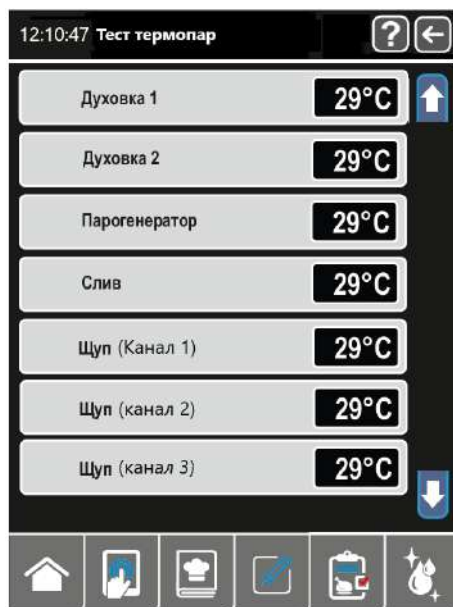 12:10:47 Тест термопар ?
Духовка 1 29°C
Духовка 2 29°C
Парогенератор 29°C
Слив 29°C
Щуп (Канал 1) 29°C
Щуп (канал 2) 29°C
Щуп (канал 3) 29°C